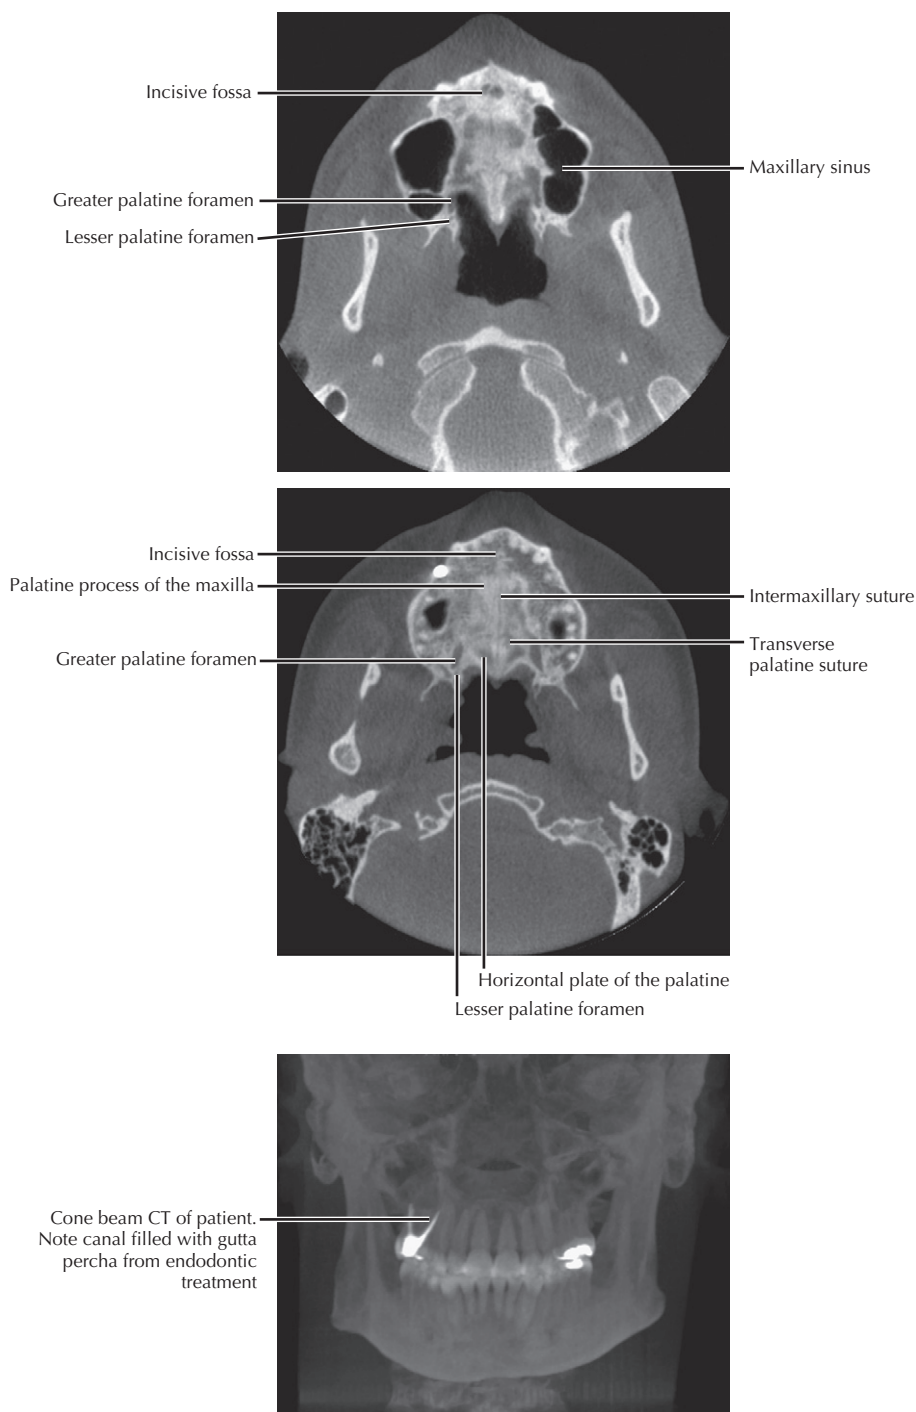 Incisive fossa
Maxillary sinus
Greater palatine foramen
Lesser palatine foramen
Incisive fossa
Palatine process of the maxilla
Intermaxillary suture
Transverse
palatine suture
Greater palatine foramen
Horizontal plate of the palatine
Lesser palatine foramen
Cone beam CT of patient.
Note canal filled with gutta
percha from endodontic
treatment